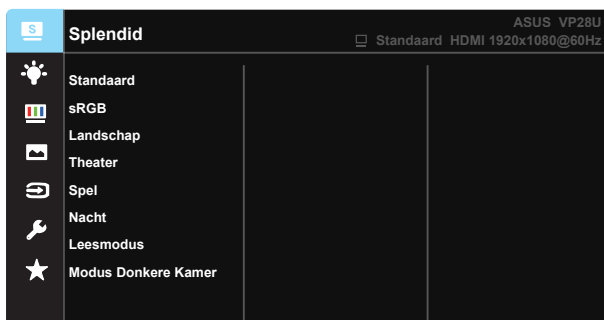 S
Splendid
ASUS VP28U
Standaard HDMI 1920x1080@60Hz
Standaard
sRGB
Landschap
Theater
Spel
Nacht
Leesmodus
Modus Donkere Kamer